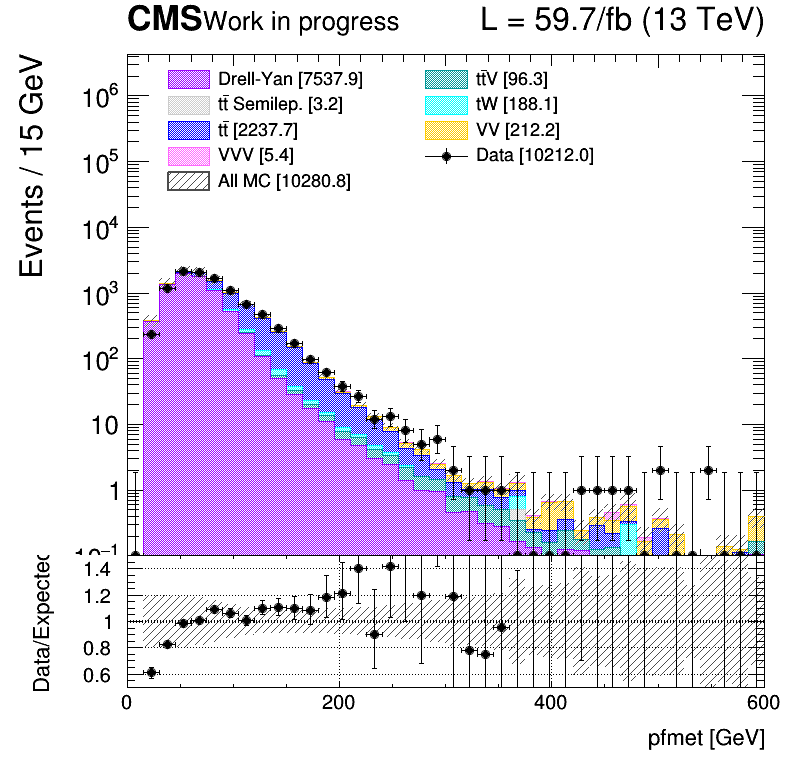 CMS Work in progress L = 59.7/fb (13 TeV)
Events / 15 GeV
Drell-Yan [7537.9] tt̄V [96.3]
tt̄ Semilep. [3.2] tW [188.1]
tt̄ [2237.7] VV [212.2]
VVV [5.4] Data [10212.0]
All MC [10280.8]
10⁶
10⁵
10⁴
10³
10²
10
1
10⁻¹
Data/Expected
1.4
1.2
1
0.8
0.6
0 200 400 600
pfmet [GeV]